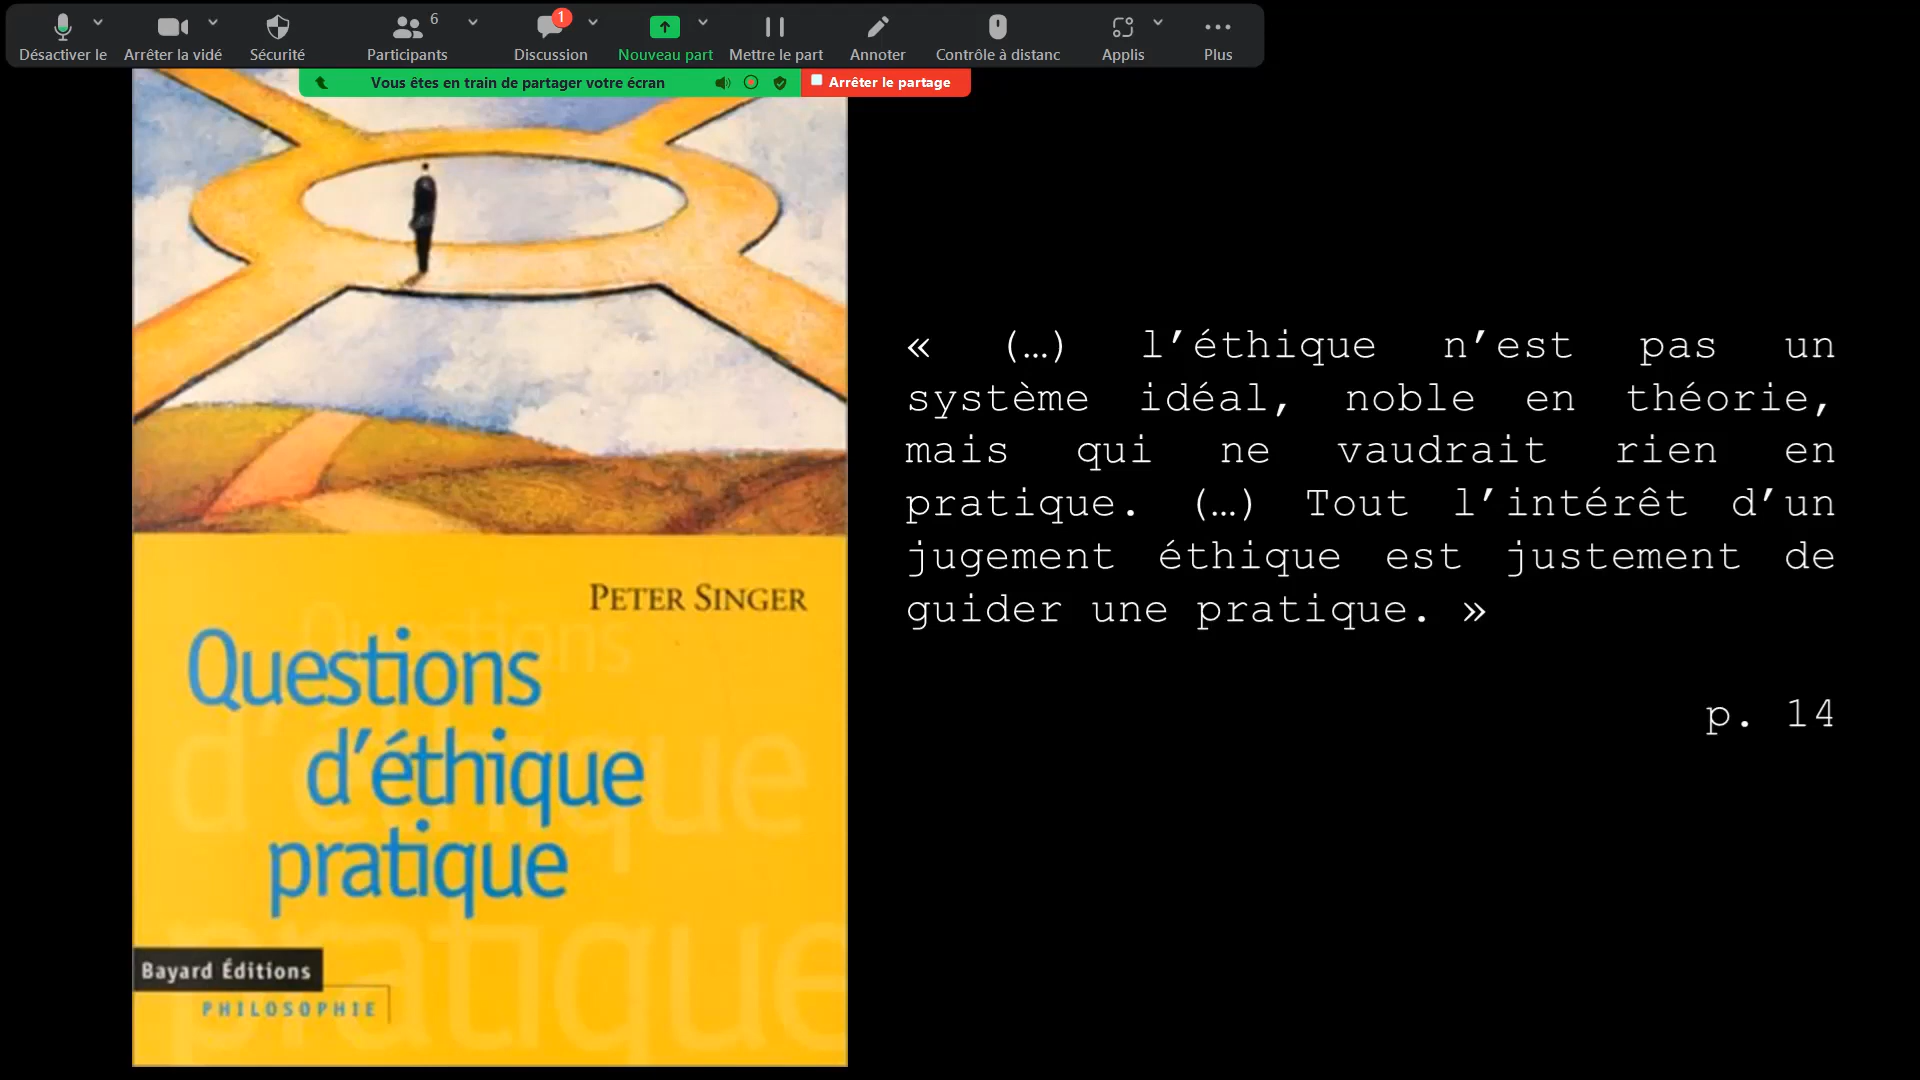 6
1
Désactiver le
Arrêter la vidé
Sécurité
Participants
Discussion
Nouveau part
Mettre le part
Annoter
Contrôle à distanc
Applis
Plus
Vous êtes en train de partager votre écran
Arrêter le partage
« (…) l’éthique n’est pas un
système idéal, noble en théorie,
mais qui ne vaudrait rien en
pratique. (…) Tout l’intérêt d’un
jugement éthique est justement de
guider une pratique. »
p. 14
PETER SINGER
Questions
d’éthique
pratique
Questions
d’éthique
pratique
Bayard Éditions
PHILOSOPHIE